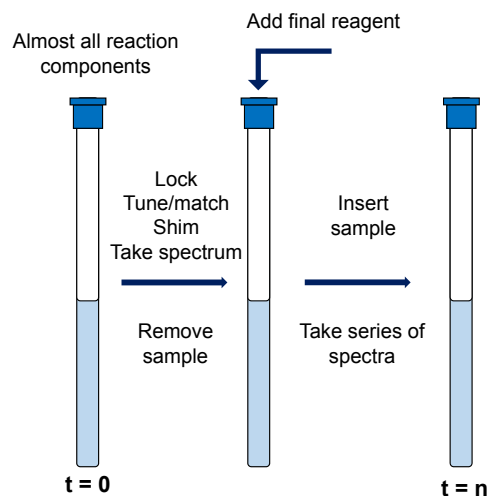 Almost all reaction
components
Add final reagent
Lock
Tune/match
Shim
Take spectrum
Remove
sample
Insert
sample
Take series of
spectra
t = 0
t = n